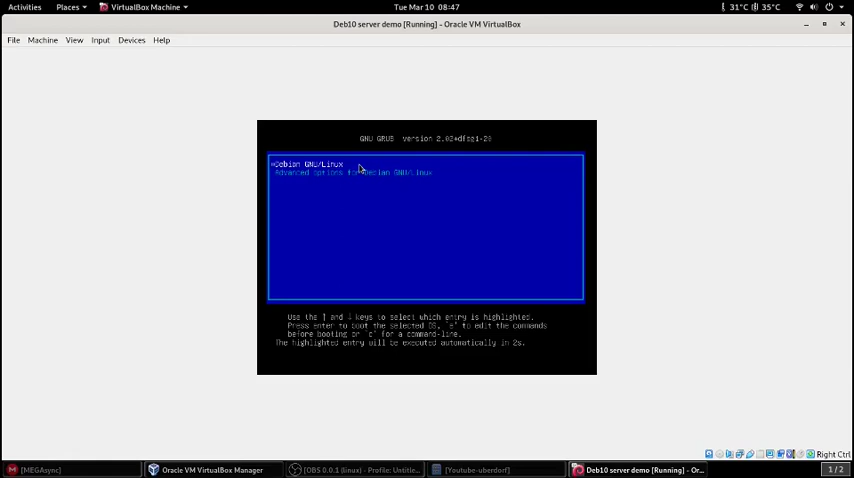 Activities Places VirtualBox Machine Tue Mar 10 08:47 31°C 35°C
Deb10 server demo [Running] - Oracle VM VirtualBox
File Machine View Input Devices Help
GNU GRUB version 2.02+dfsg1-20
*Debian GNU/Linux
Advanced options for Debian GNU/Linux
Use the ↑ and ↓ keys to select which entry is highlighted.
Press enter to boot the selected OS, `e' to edit the commands
before booting or `c' for a command-line.
The highlighted entry will be executed automatically in 2s.
Right Ctrl
[MEGAsync] Oracle VM VirtualBox Manager [OBS 0.0.1 (linux) - Profile: Untitle... [Youtube-uberdorf] Deb10 server demo [Running] - Or... 1 / 2